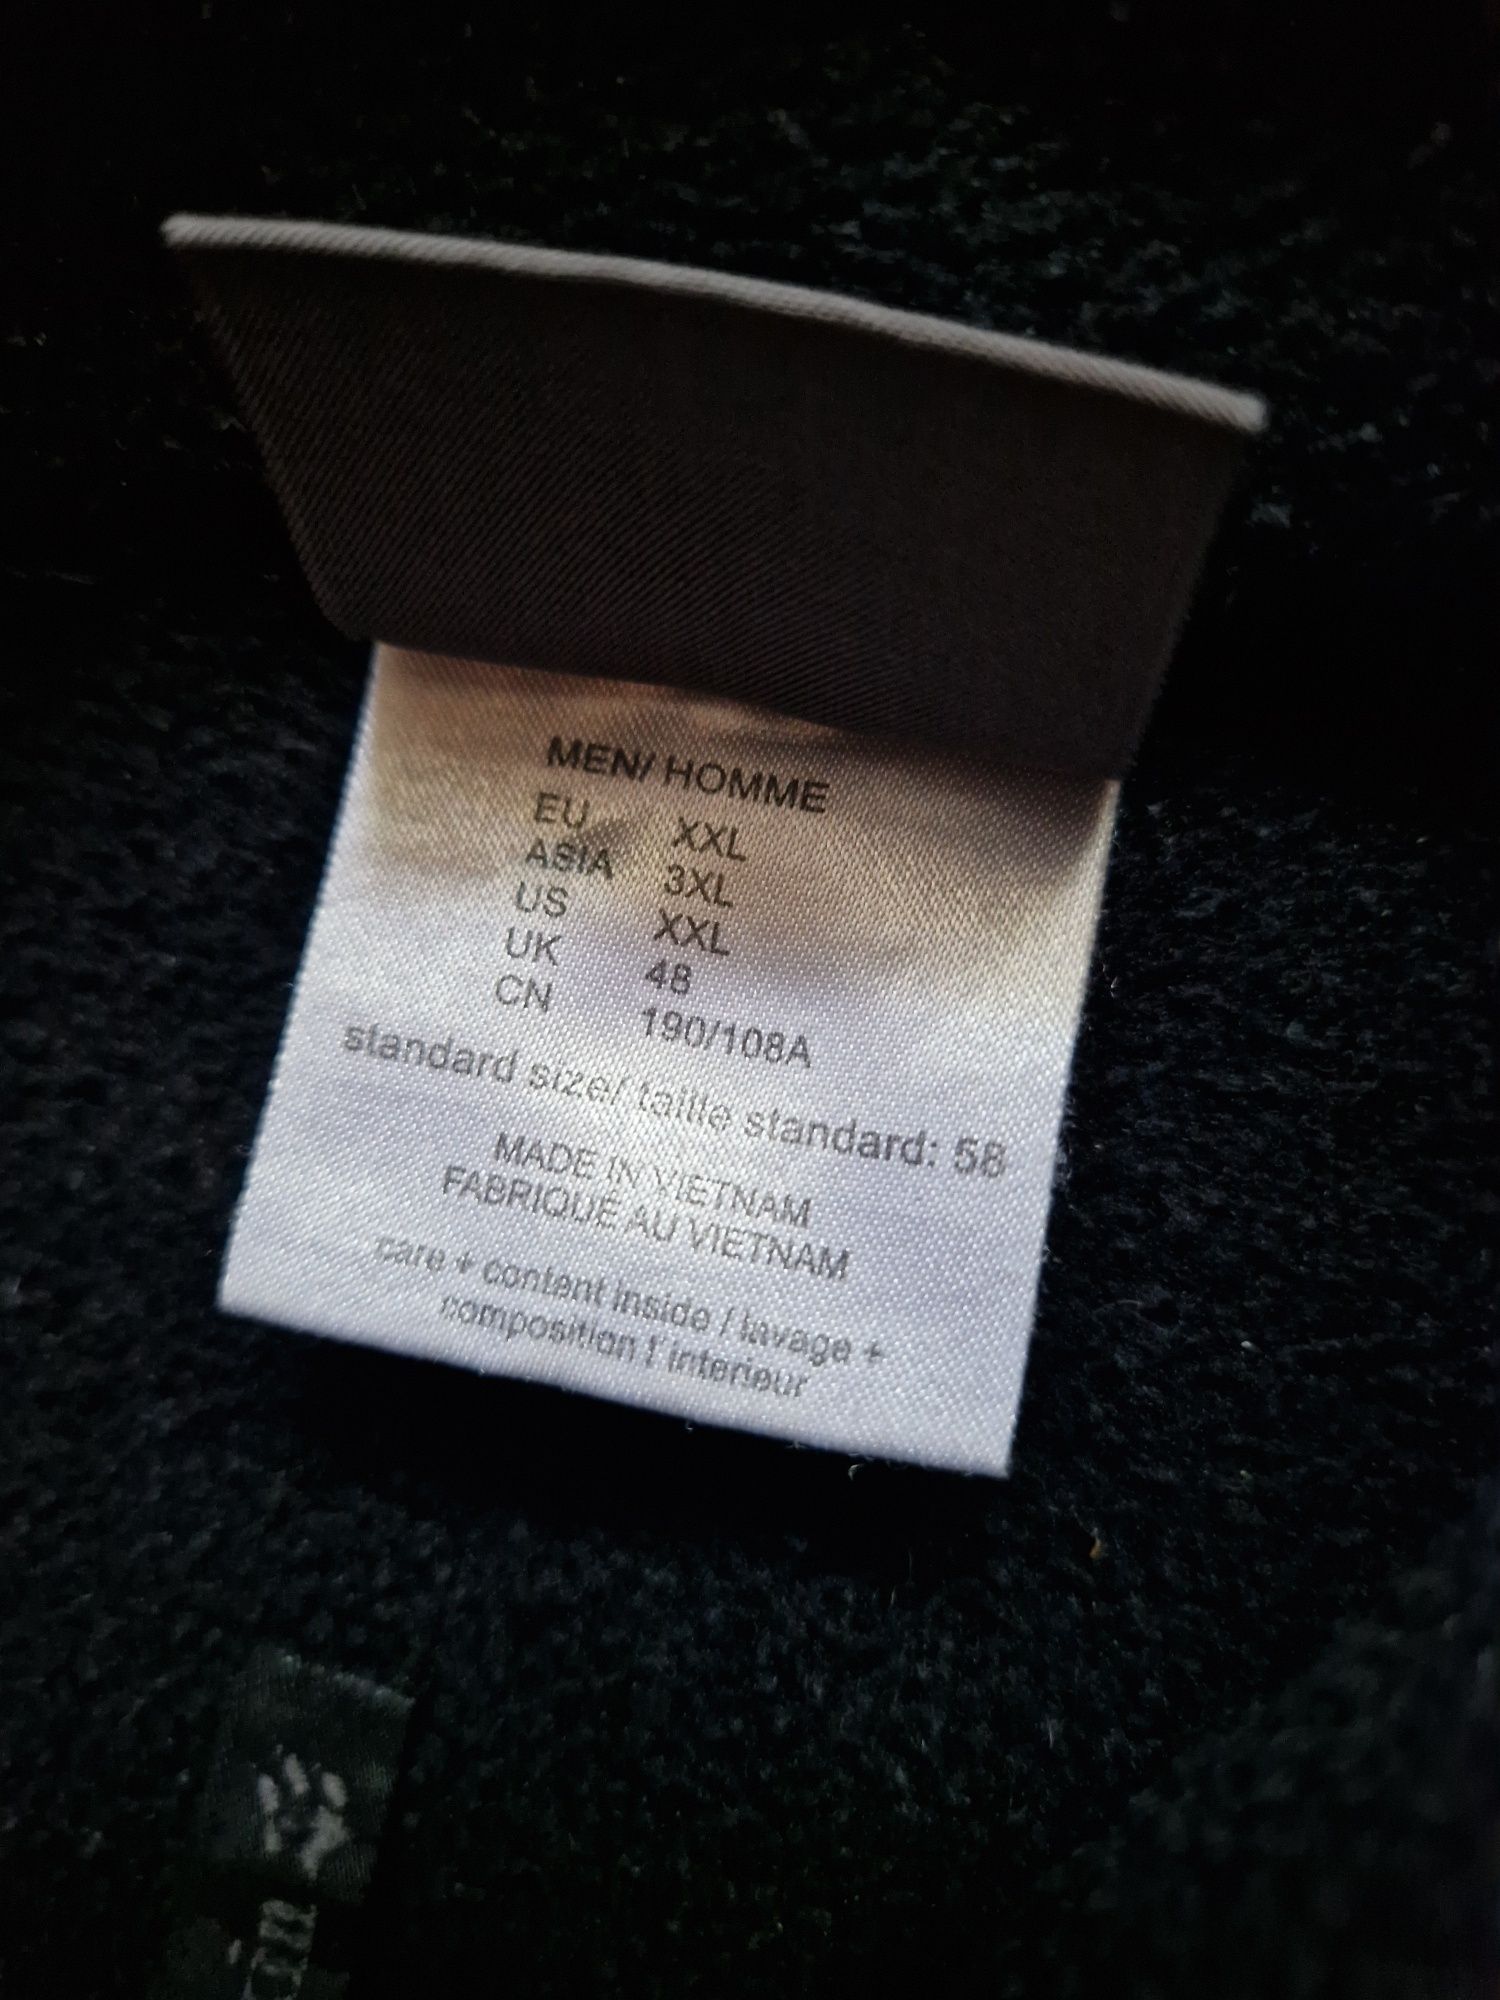 MEN/ HOMME
EU XXL
ASIA 3XL
US XXL
UK 48
CN 190/108A
standard size/ taille standard: 58
MADE IN VIETNAM
FABRIQUÉ AU VIETNAM
care + content inside / lavage +
composition l' interieur